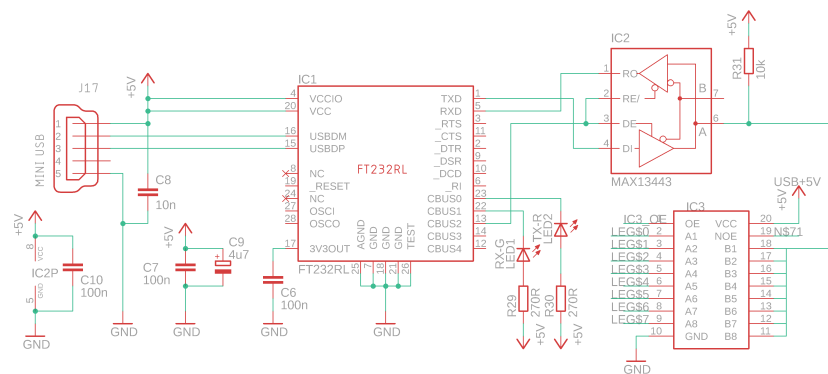 +5V
J17
MINI USB
1
2
3
4
5
+5V
C8
10n
GND
+5V
8
VCC
IC2P
GND
5
C10
100n
GND
+5V
C7
100n
C9
+
4u7
GND
C6
100n
GND
IC1
FT232RL
4 VCCIO
20 VCC
16 USBDM
15 USBDP
8 NC
19 _RESET
24 NC
27 OSCI
28 OSCO
17 3V3OUT
TXD 1
RXD 5
_RTS 3
_CTS 11
_DTR 2
_DSR 9
_DCD 10
_RI 6
CBUS0 23
CBUS1 22
CBUS2 13
CBUS3 14
CBUS4 12
AGND
GND
GND
GND
TEST
25
7
18
21
26
FT232RL
GND
RX-G
LED1
TX-R
LED2
R29
270R
R30
270R
+5V
+5V
IC2
1 RO
2 RE/
3 DE
4 DI
B 7
A 6
MAX13443
+5V
R31
10k
IC3
USB+5V
+5V
IC3_OE 1 OE
LEG$0 2 A1
LEG$1 3 A2
LEG$2 4 A3
LEG$3 5 A4
LEG$4 6 A5
LEG$5 7 A6
LEG$6 8 A7
LEG$7 9 A8
10 GND
VCC 20
NOE 19 N$71
B1 18
B2 17
B3 16
B4 15
B5 14
B6 13
B7 12
B8 11
GND